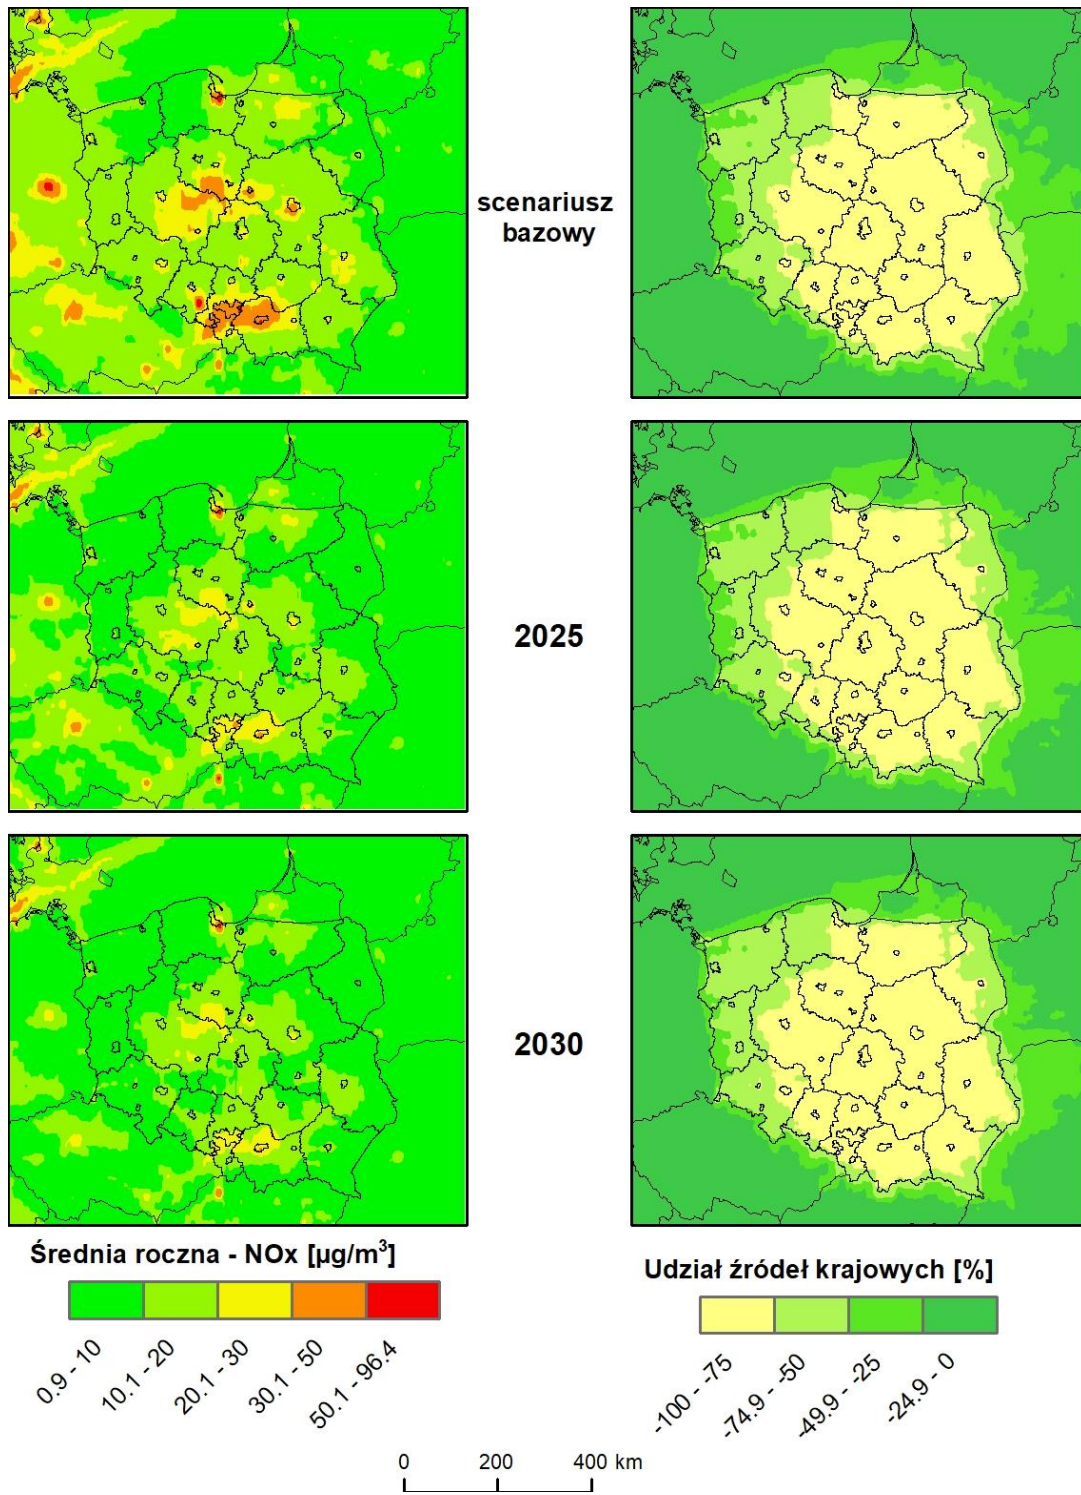 scenariusz
bazowy
2025
2030
Średnia roczna - NOx [µg/m³]
0.9 - 10
10.1 - 20
20.1 - 30
30.1 - 50
50.1 - 96.4
Udział źródeł krajowych [%]
-100 - -75
-74.9 - -50
-49.9 - -25
-24.9 - 0
0 200 400 km